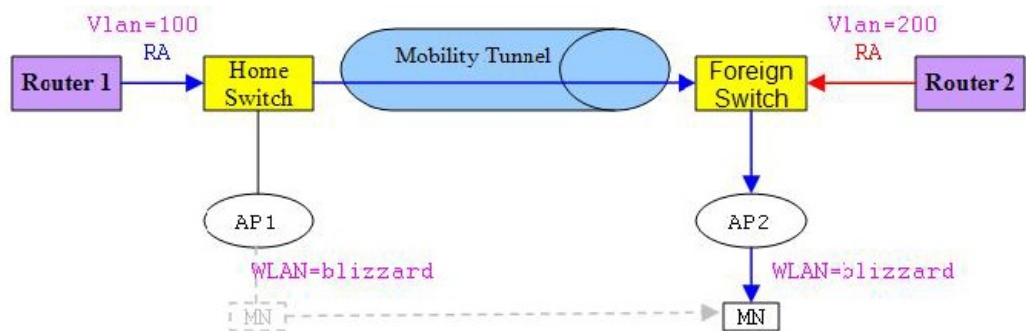 Vlan=100
RA
Router 1
Home
Switch
Mobility Tunnel
Foreign
Switch
Vlan=200
RA
Router 2
AP1
AP2
WLAN=blizzard
WLAN=blizzard
MN
MN